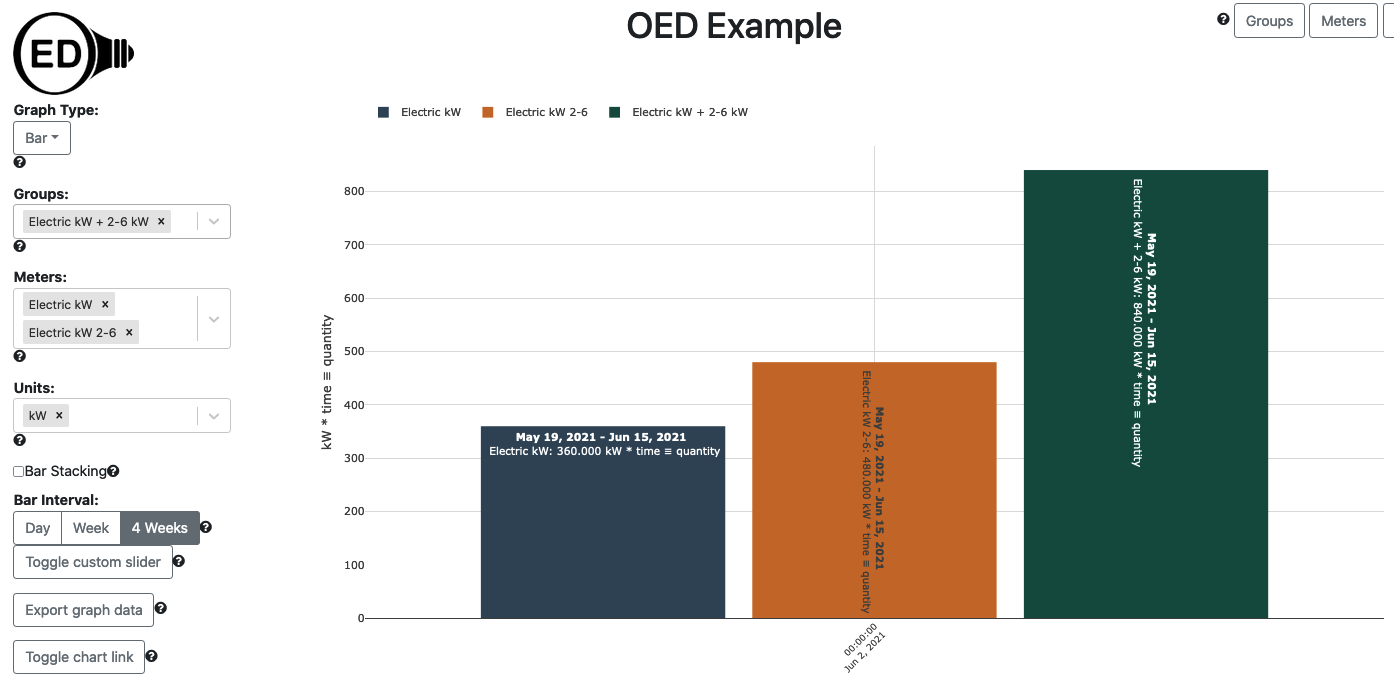 ED
OED Example
Groups
Meters
Graph Type:
Bar
Groups:
Electric kW + 2-6 kW ×
Meters:
Electric kW ×
Electric kW 2-6 ×
Units:
kW ×
Bar Stacking
Bar Interval:
Day
Week
4 Weeks
Toggle custom slider
Export graph data
Toggle chart link
Electric kW
Electric kW 2-6
Electric kW + 2-6 kW
kW * time ≡ quantity
800
700
600
500
400
300
200
100
0
May 19, 2021 - Jun 15, 2021
Electric kW: 360.000 kW * time ≡ quantity
May 19, 2021 - Jun 15, 2021
Electric kW 2-6: 480.000 kW * time ≡ quantity
May 19, 2021 - Jun 15, 2021
Electric kW + 2-6 kW: 840.000 kW * time ≡ quantity
00:00:00
Jun 2, 2021